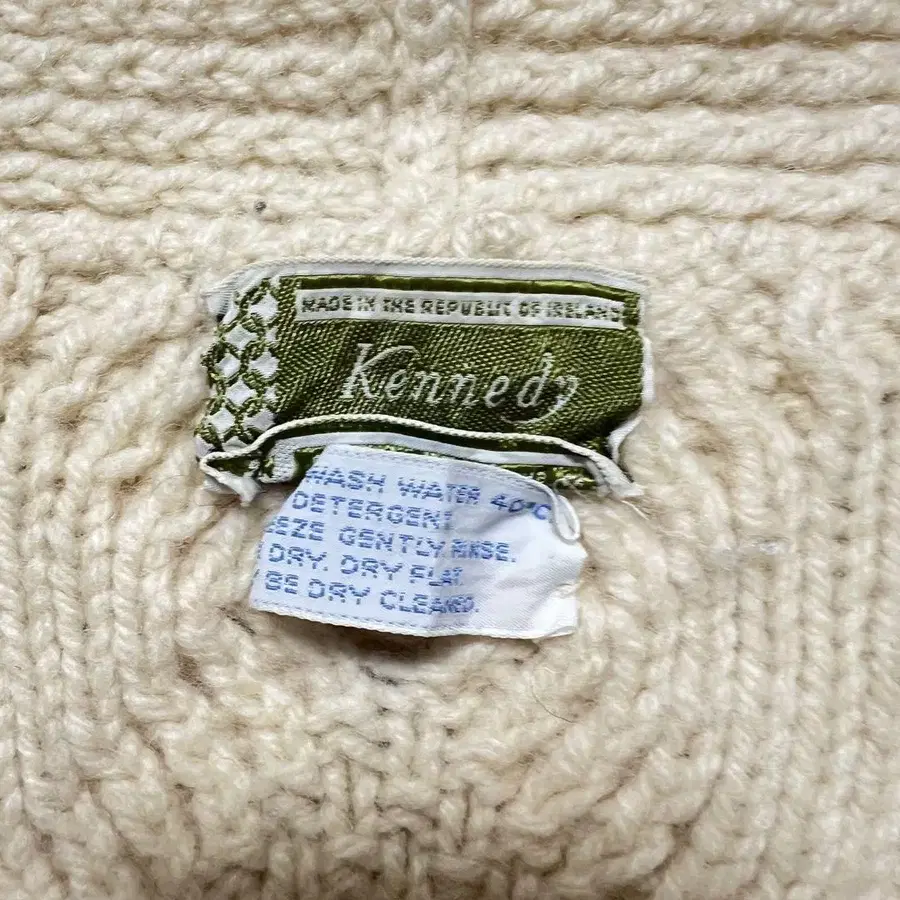 MADE IN THE REPUBLIC OF IRELAND
Kennedy
WASH WATER 40°C
DETERGENT
EEZE GENTLY. RINSE.
DRY. DRY FLAT
BE DRY CLEANED.